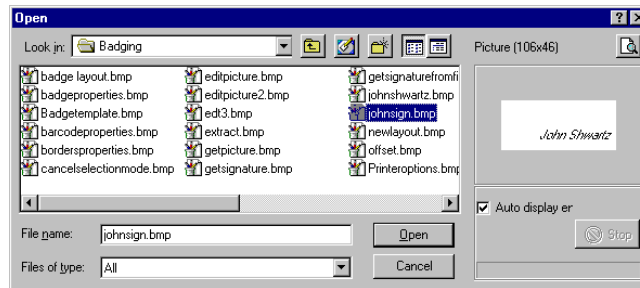 Open
Look in: Badging
Picture (106x46)
badge layout.bmp
badgeproperties.bmp
Badgetemplate.bmp
barcodeproperties.bmp
bordersproperties.bmp
cancelselectionmode.bmp
editpicture.bmp
editpicture2.bmp
edt3.bmp
extract.bmp
getpicture.bmp
getsignature.bmp
getsignaturefromfi
johnshwartz.bmp
johnsign.bmp
newlayout.bmp
offset.bmp
Printeroptions.bmp
John Shwartz
Auto display er
File name: johnsign.bmp
Open
Stop
Files of type: All
Cancel